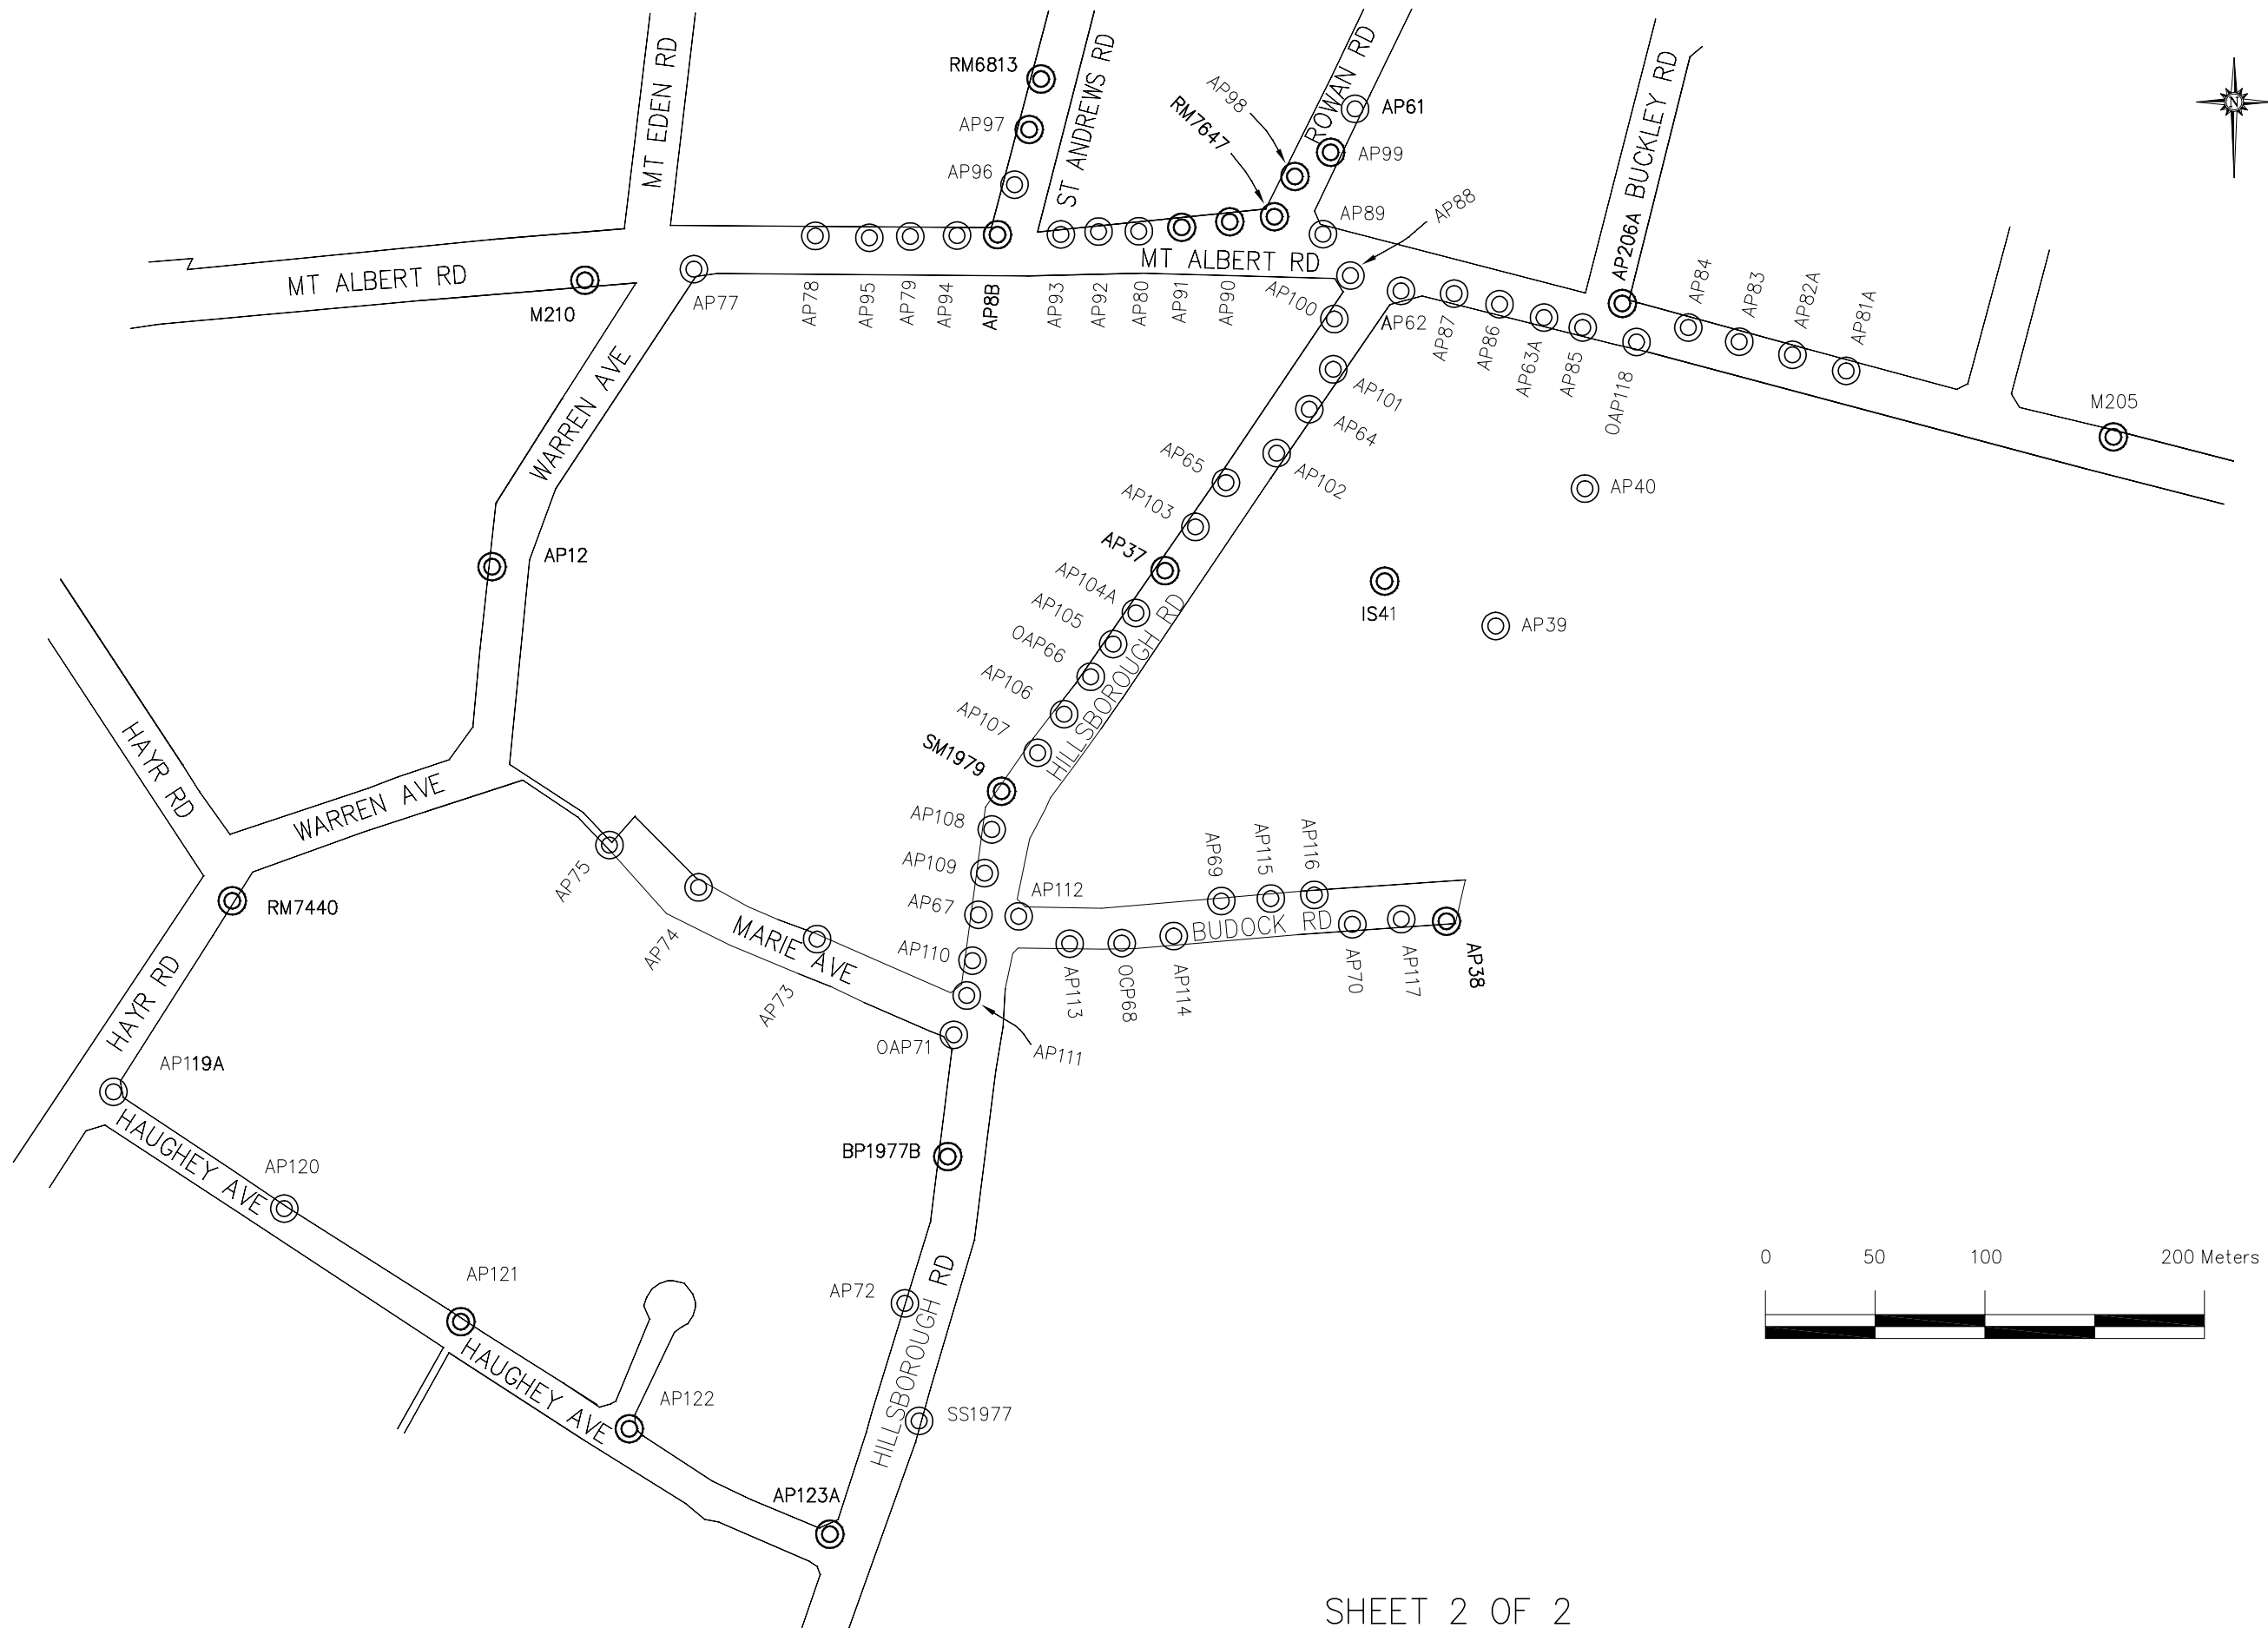 MT EDEN RD
RM6813
AP97
AP96
ST ANDREWS RD
AP98
RM7647
ROWAN RD
AP61
AP99
BUCKLEY RD
AP206A
N
AP89
AP88
MT ALBERT RD
M210
AP77
AP78
AP95
AP79
AP94
AP8B
AP93
AP92
AP80
AP91
AP90
MT ALBERT RD
AP100
AP62
AP87
AP86
AP63A
AP85
OAP118
AP84
AP83
AP82A
AP81A
M205
WARREN AVE
AP101
AP64
AP102
AP65
AP103
AP37
AP104A
AP105
OAP66
AP106
AP107
SM1979
HILLSBOROUGH RD
AP40
IS41
AP39
AP12
HAYR RD
WARREN AVE
AP108
AP109
AP67
AP110
AP112
AP69
AP115
AP116
BUDOCK RD
AP113
OCP68
AP114
AP70
AP117
AP38
AP75
AP74
MARIE AVE
AP73
RM7440
HAYR RD
OAP71
AP111
AP119A
HAUGHEY AVE
AP120
BP1977B
AP121
AP72
HILLSBOROUGH RD
HAUGHEY AVE
AP122
SS1977
AP123A
0 50 100 200 Meters
SHEET 2 OF 2